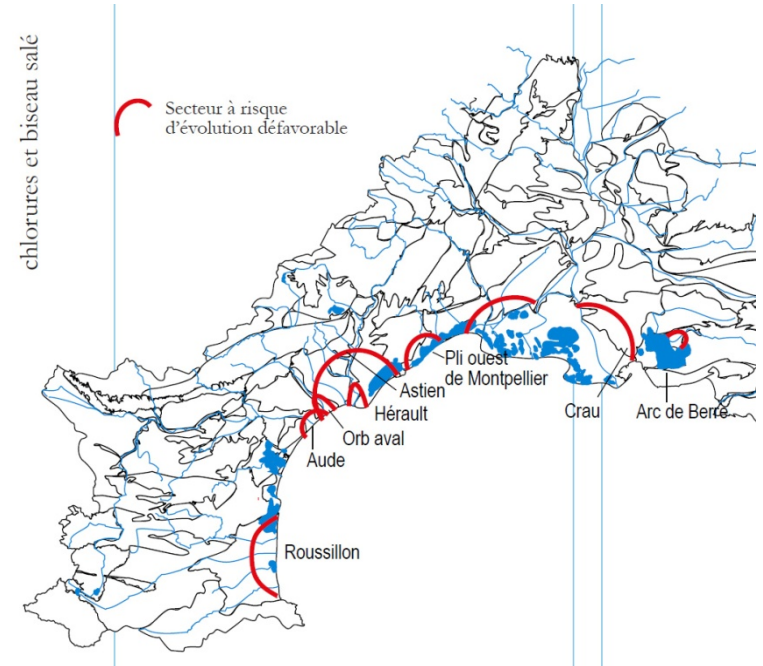 chlorures et biseau salé
Secteur à risque
d'évolution défavorable
Pli ouest
de Montpellier
Astien
Hérault
Crau
Arc de Berre
Orb aval
Aude
Roussillon